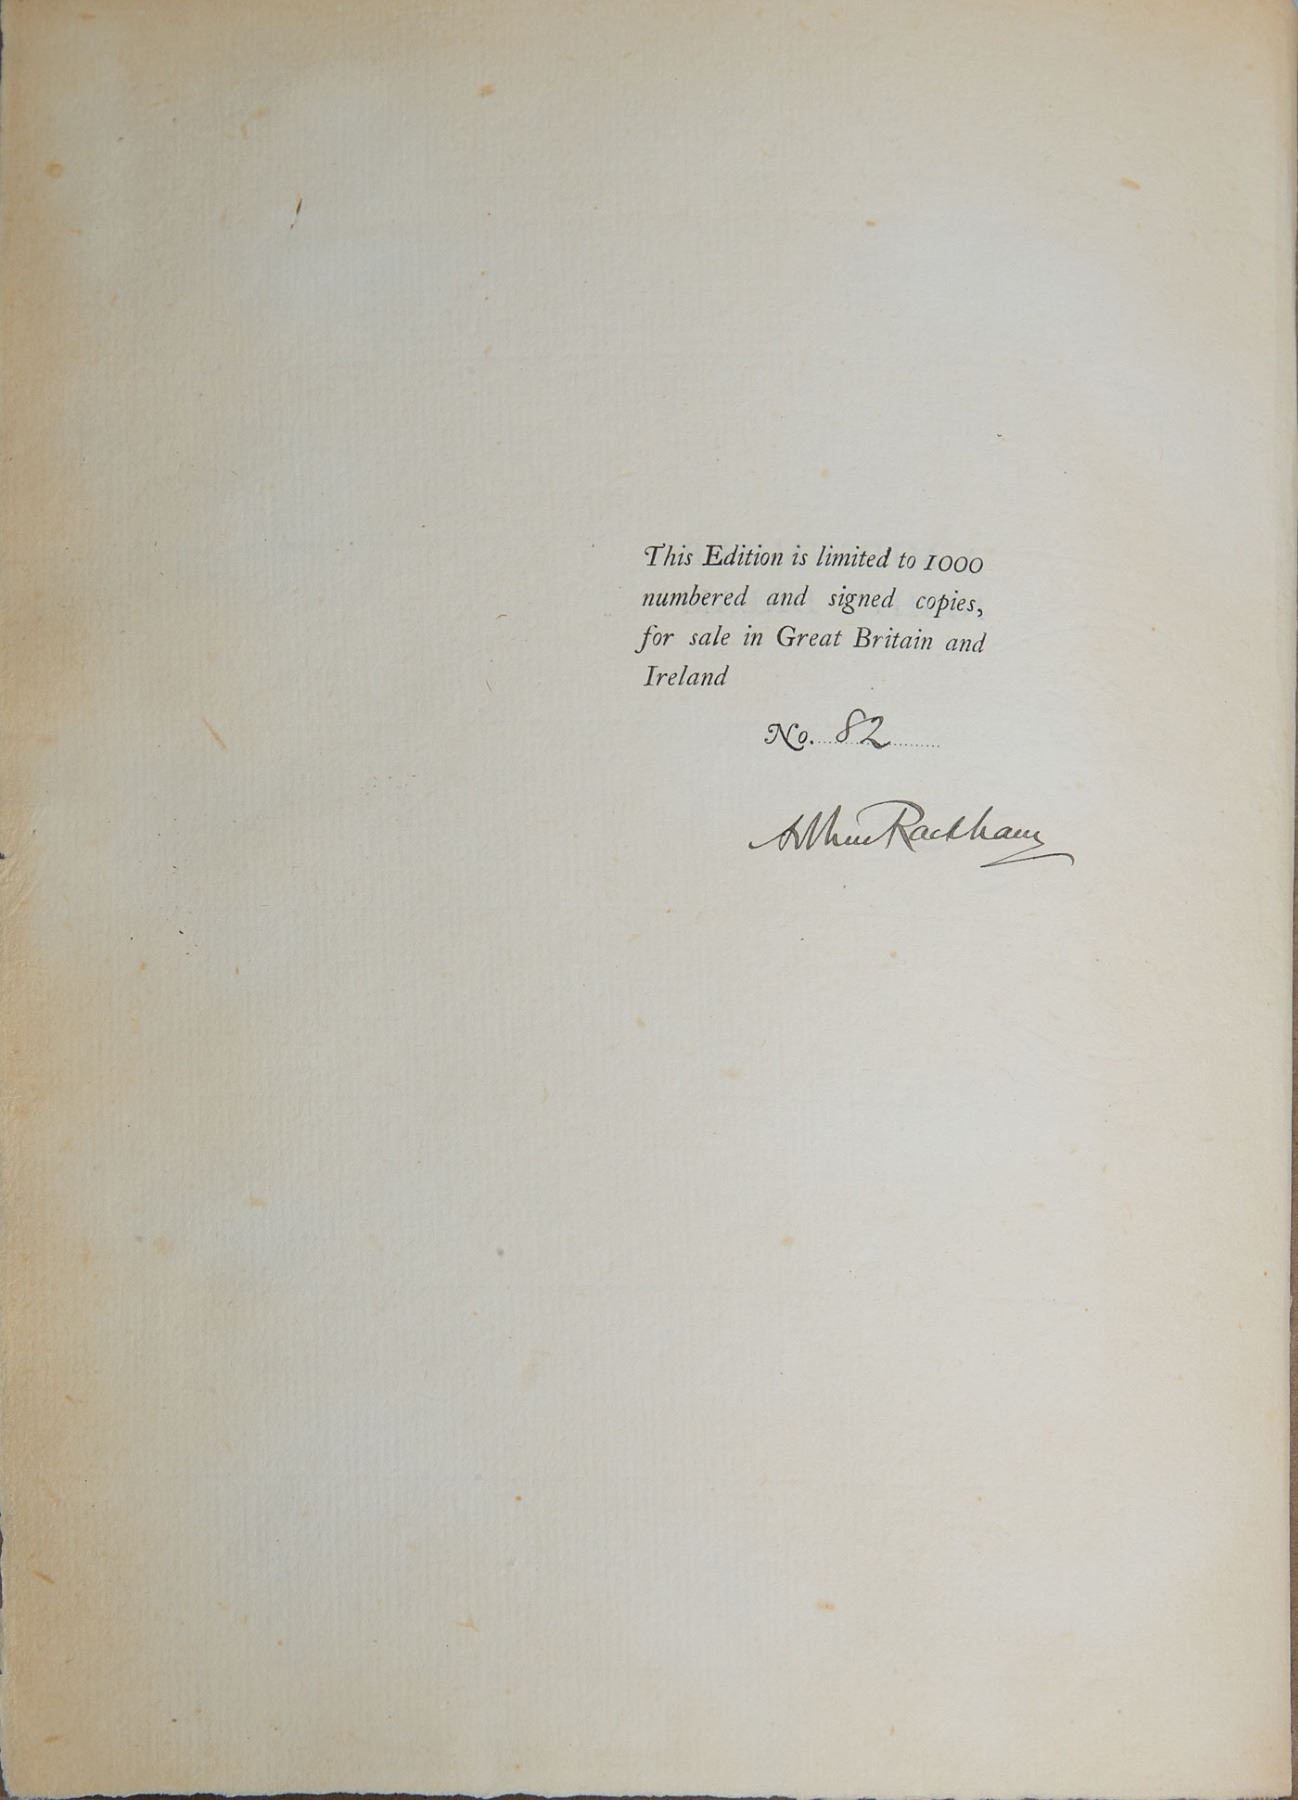 This Edition is limited to 1000
numbered and signed copies,
for sale in Great Britain and
Ireland
No. 82
Arthur Rackham